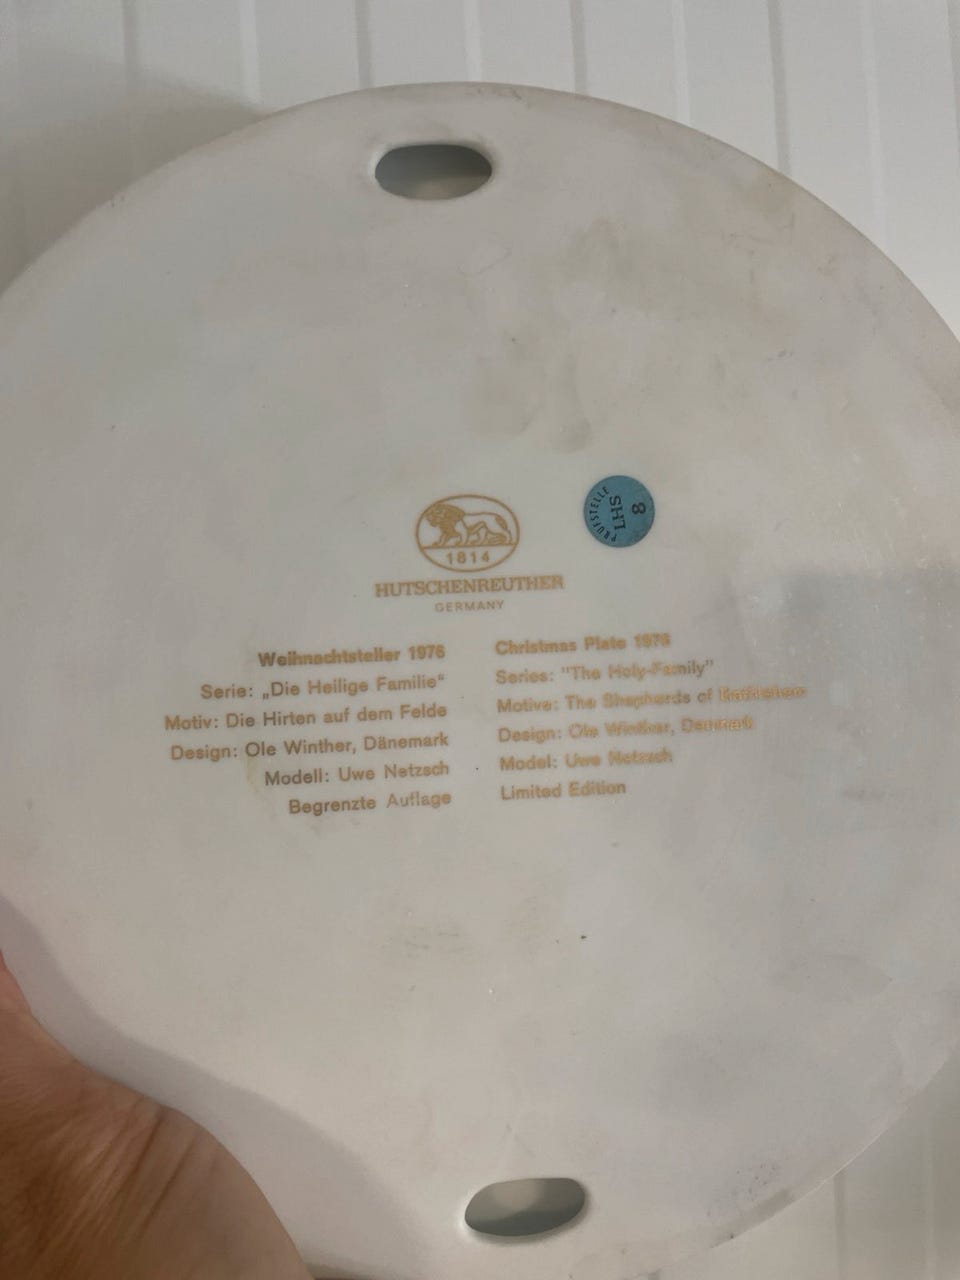 1814
HUTSCHENREUTHER
GERMANY
PRÜFSTELLE
LHS
8
Weihnachtsteller 1976
Serie: „Die Heilige Familie“
Motiv: Die Hirten auf dem Felde
Design: Ole Winther, Dänemark
Modell: Uwe Netzsch
Begrenzte Auflage
Christmas Plate 1976
Series: "The Holy-Family"
Motive: The Shepherds of Bethlehem
Design: Ole Winther, Denmark
Model: Uwe Netzsch
Limited Edition